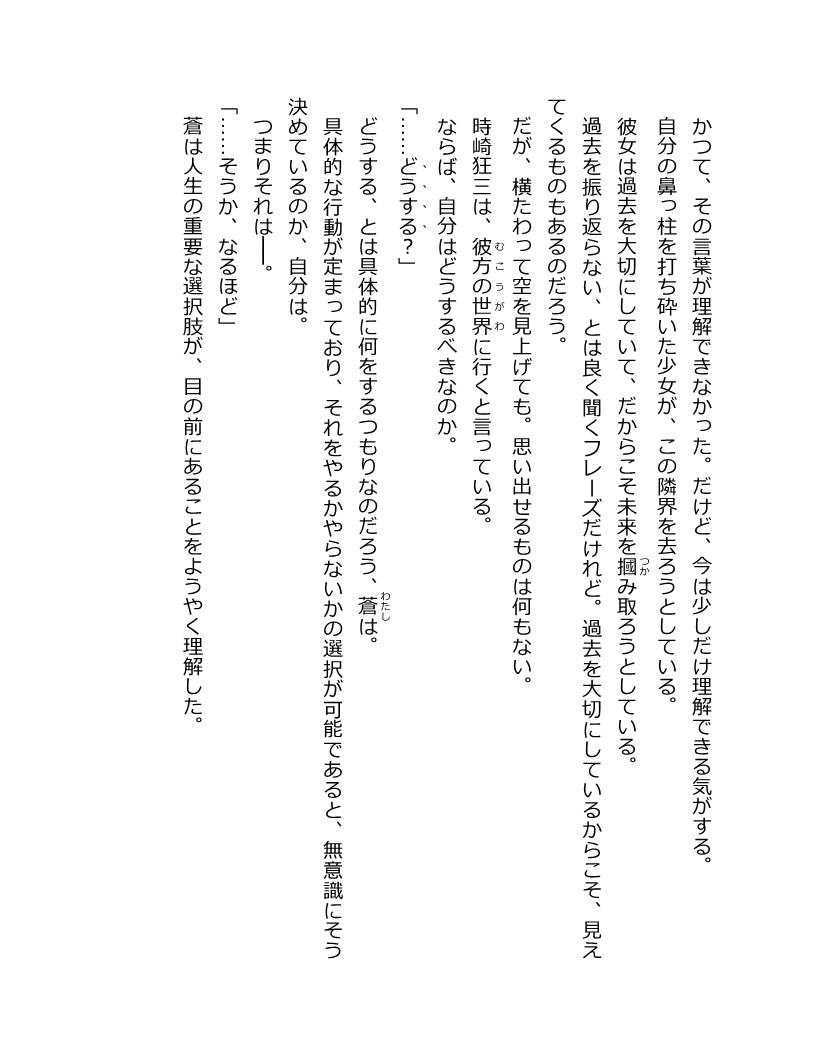 かつて、その言葉が理解できなかった。だけど、今は少しだけ理解できる気がする。
自分の鼻っ柱を打ち砕いた少女が、この隣界を去ろうとしている。
彼女は過去を大切にしていて、だからこそ未来を摑み取ろうとしている。
過去を振り返らない、とは良く聞くフレーズだけれど。過去を大切にしているからこそ、見え
てくるものもあるのだろう。
だが、横たわって空を見上げても。思い出せるものは何もない。
時崎狂三は、彼方の世界に行くと言っている。
ならば、自分はどうするべきなのか。
「……どうする？」
どうする、とは具体的に何をするつもりなのだろう、蒼は。
具体的な行動が定まっており、それをやるかやらないかの選択が可能であると、無意識にそう
決めているのか、自分は。
つまりそれは――。
「……そうか、なるほど」
蒼は人生の重要な選択肢が、目の前にあることをようやく理解した。
つか
むこうがわ
わたし